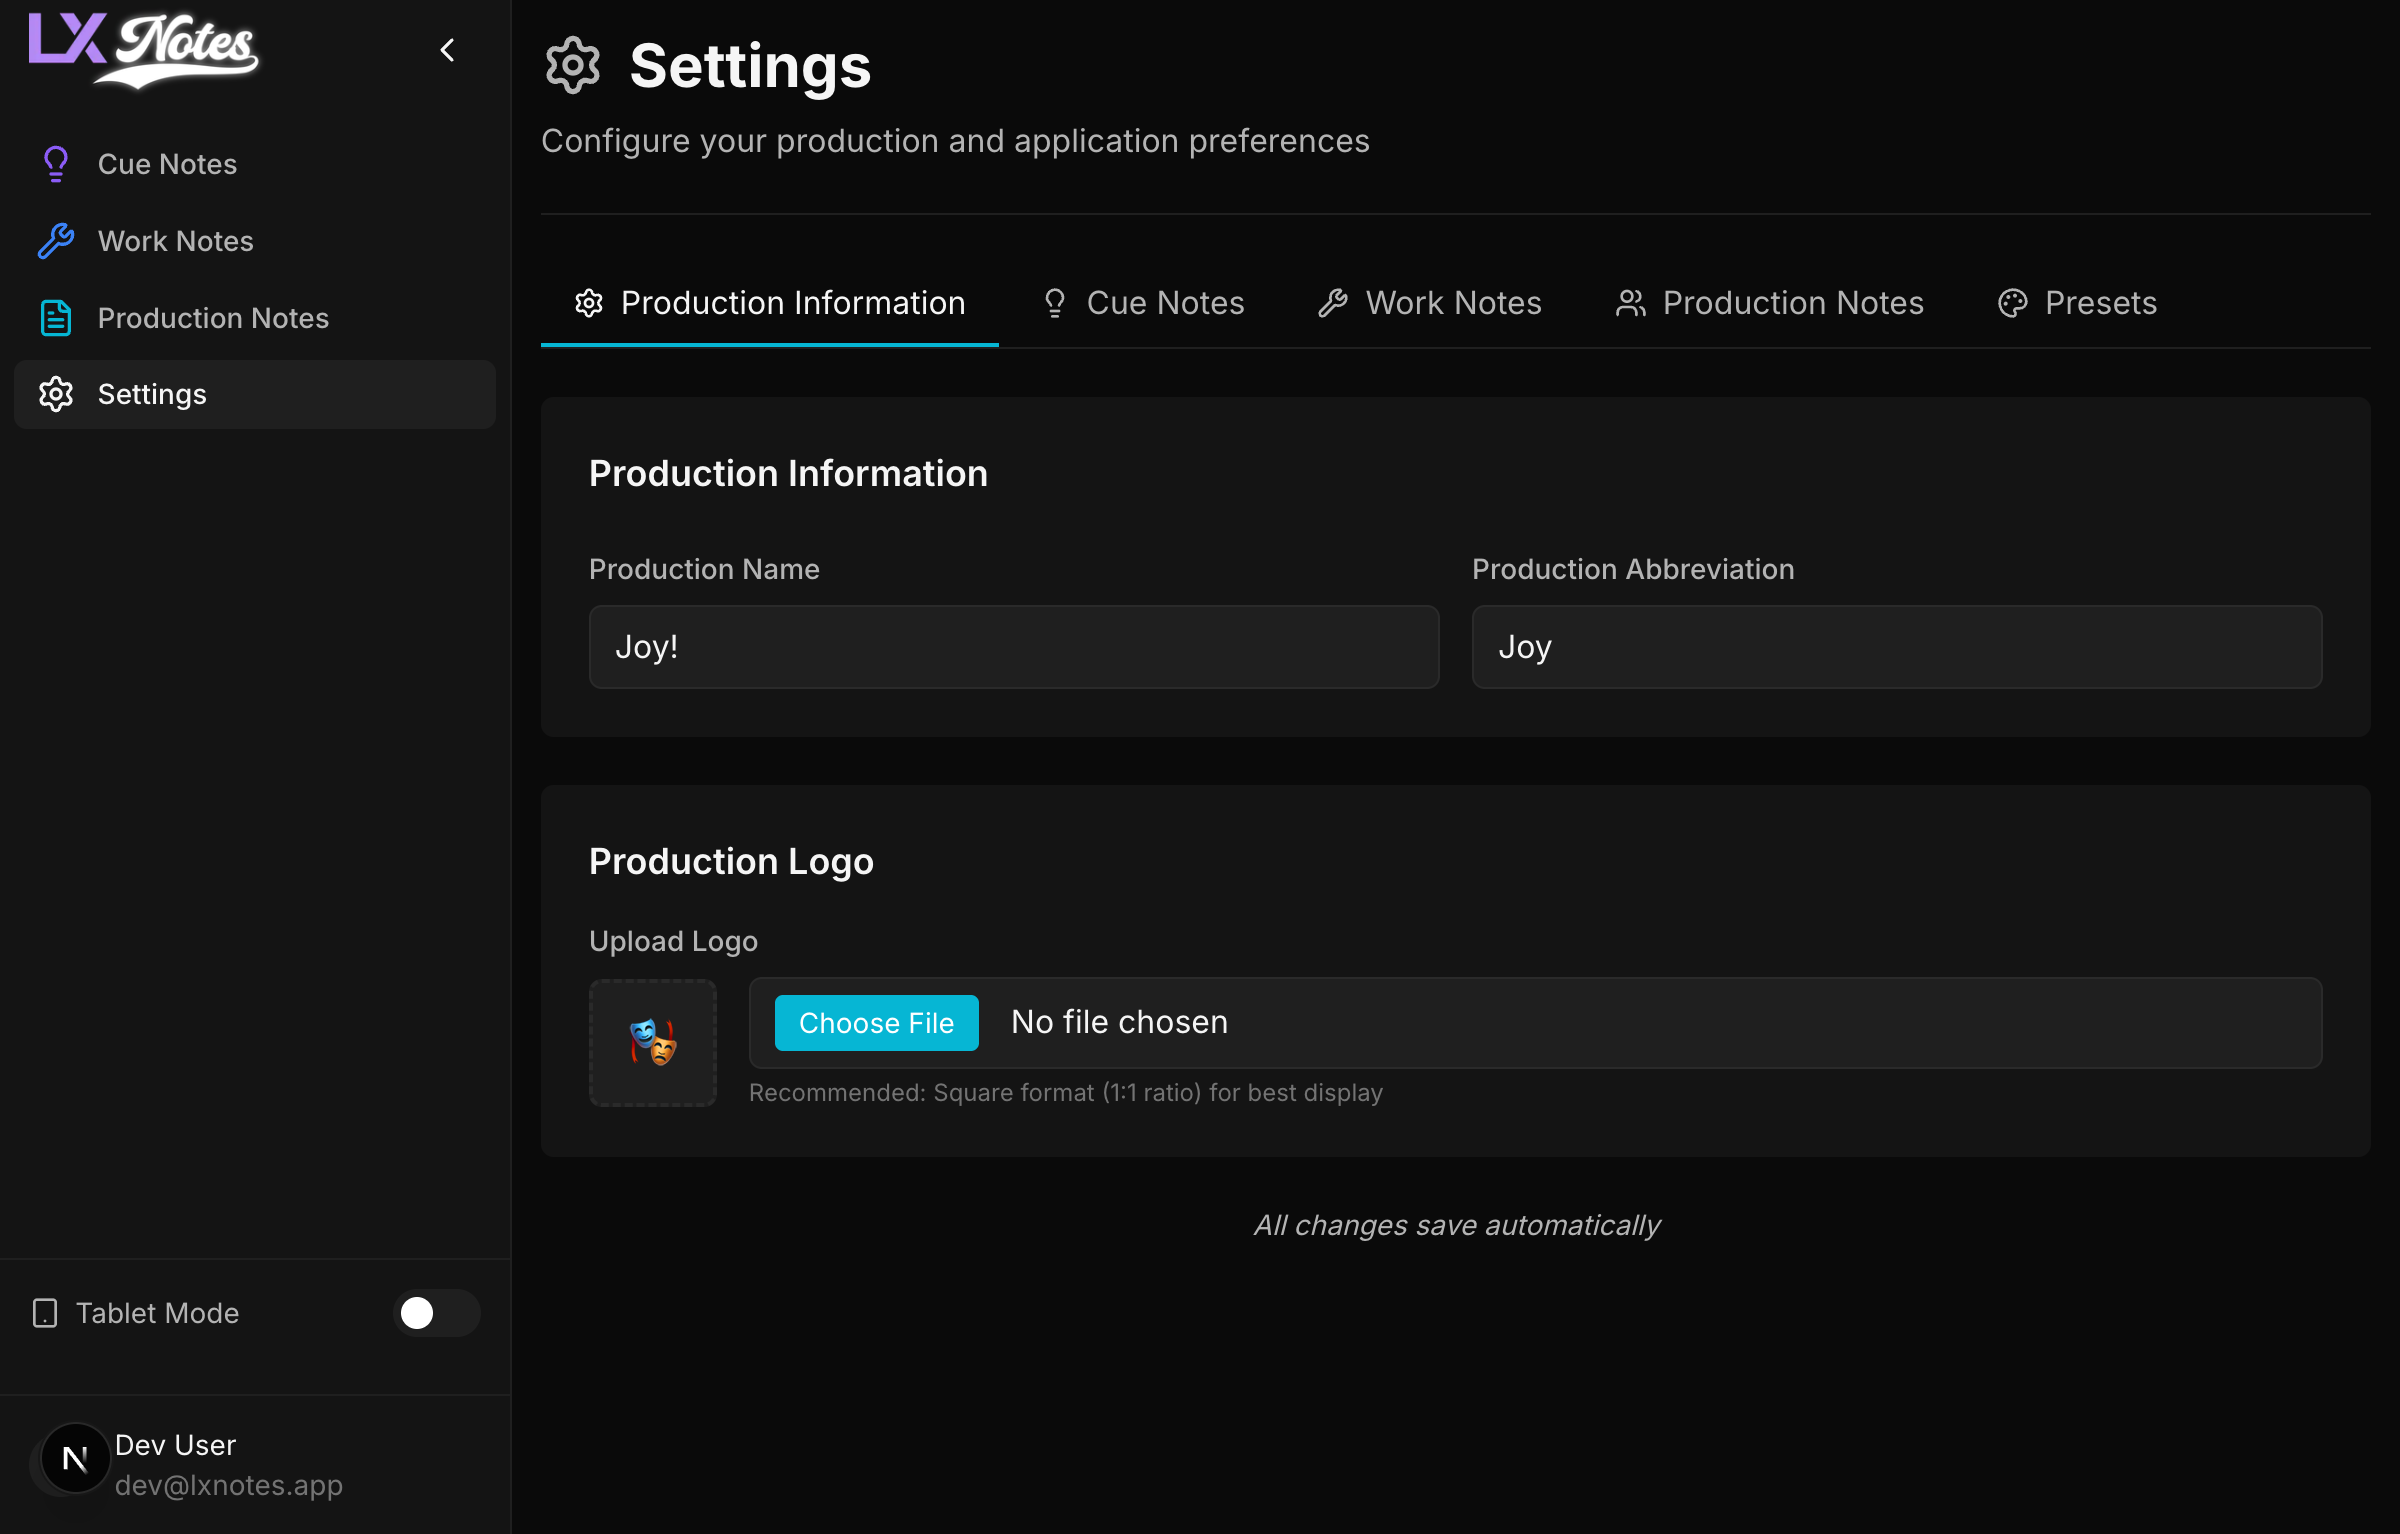 LX Notes
Cue Notes
Work Notes
Production Notes
Settings
Tablet Mode
N
Dev User
dev@lxnotes.app
Settings
Configure your production and application preferences
Production Information
Cue Notes
Work Notes
Production Notes
Presets
Production Information
Production Name
Production Abbreviation
Joy!
Joy
Production Logo
Upload Logo
Choose File
No file chosen
Recommended: Square format (1:1 ratio) for best display
All changes save automatically